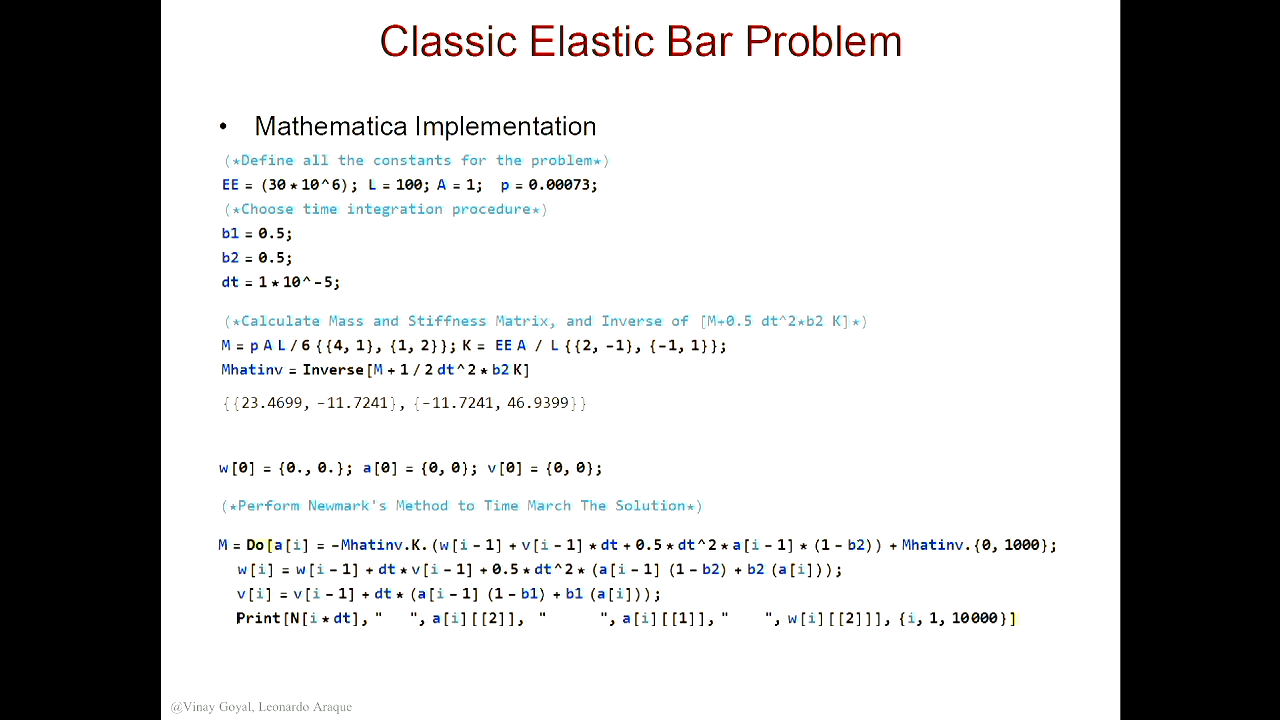 Classic Elastic Bar Problem
• Mathematica Implementation
(*Define all the constants for the problem*)
EE = (30*10^6); L = 100; A = 1; p = 0.00073;
(*Choose time integration procedure*)
b1 = 0.5;
b2 = 0.5;
dt = 1*10^-5;
(*Calculate Mass and Stiffness Matrix, and Inverse of [M+0.5 dt^2*b2 K]*)
M = p A L / 6 {{4, 1}, {1, 2}}; K = EE A / L {{2, -1}, {-1, 1}};
Mhatinv = Inverse[M + 1 / 2 dt^2 * b2 K]
{{23.4699, -11.7241}, {-11.7241, 46.9399}}
w[0] = {0., 0.}; a[0] = {0, 0}; v[0] = {0, 0};
(*Perform Newmark's Method to Time March The Solution*)
M = Do[a[i] = -Mhatinv.K.(w[i - 1] + v[i - 1] * dt + 0.5 * dt^2 * a[i - 1] * (1 - b2)) + Mhatinv.{0, 1000};
w[i] = w[i - 1] + dt * v[i - 1] + 0.5 * dt^2 * (a[i - 1] (1 - b2) + b2 (a[i]));
v[i] = v[i - 1] + dt * (a[i - 1] (1 - b1) + b1 (a[i]));
Print[N[i * dt], "   ", a[i][[2]], "      ", a[i][[1]], "    ", w[i][[2]]], {i, 1, 10000}]
@Vinay Goyal, Leonardo Araque